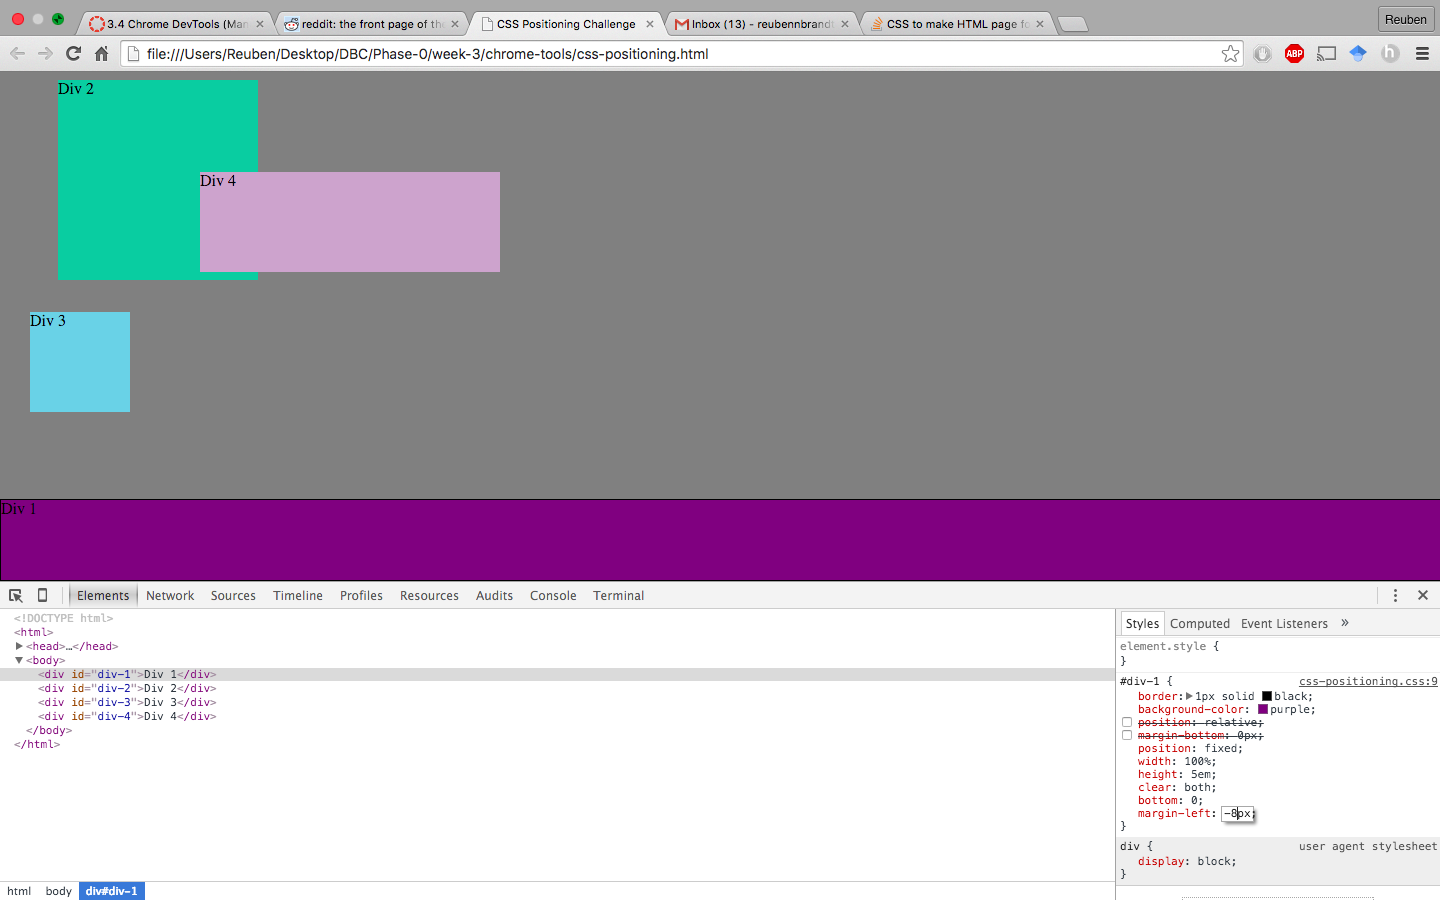 3.4 Chrome DevTools (Man
reddit: the front page of the
CSS Positioning Challenge
Inbox (13) - reubennbrandt
CSS to make HTML page fo
Reuben
file:///Users/Reuben/Desktop/DBC/Phase-0/week-3/chrome-tools/css-positioning.html
ABP
h
Div 2
Div 4
Div 3
Div 1
Elements Network Sources Timeline Profiles Resources Audits Console Terminal
<!DOCTYPE html>
<html>
<head>…</head>
<body>
<div id="div-1">Div 1</div>
<div id="div-2">Div 2</div>
<div id="div-3">Div 3</div>
<div id="div-4">Div 4</div>
</body>
</html>
html body div#div-1
Styles Computed Event Listeners »
element.style {
}
#div-1 { css-positioning.css:9
border: 1px solid black;
background-color: purple;
position: relative;
margin-bottom: 0px;
position: fixed;
width: 100%;
height: 5em;
clear: both;
bottom: 0;
margin-left: -8px;
}
div { user agent stylesheet
display: block;
}